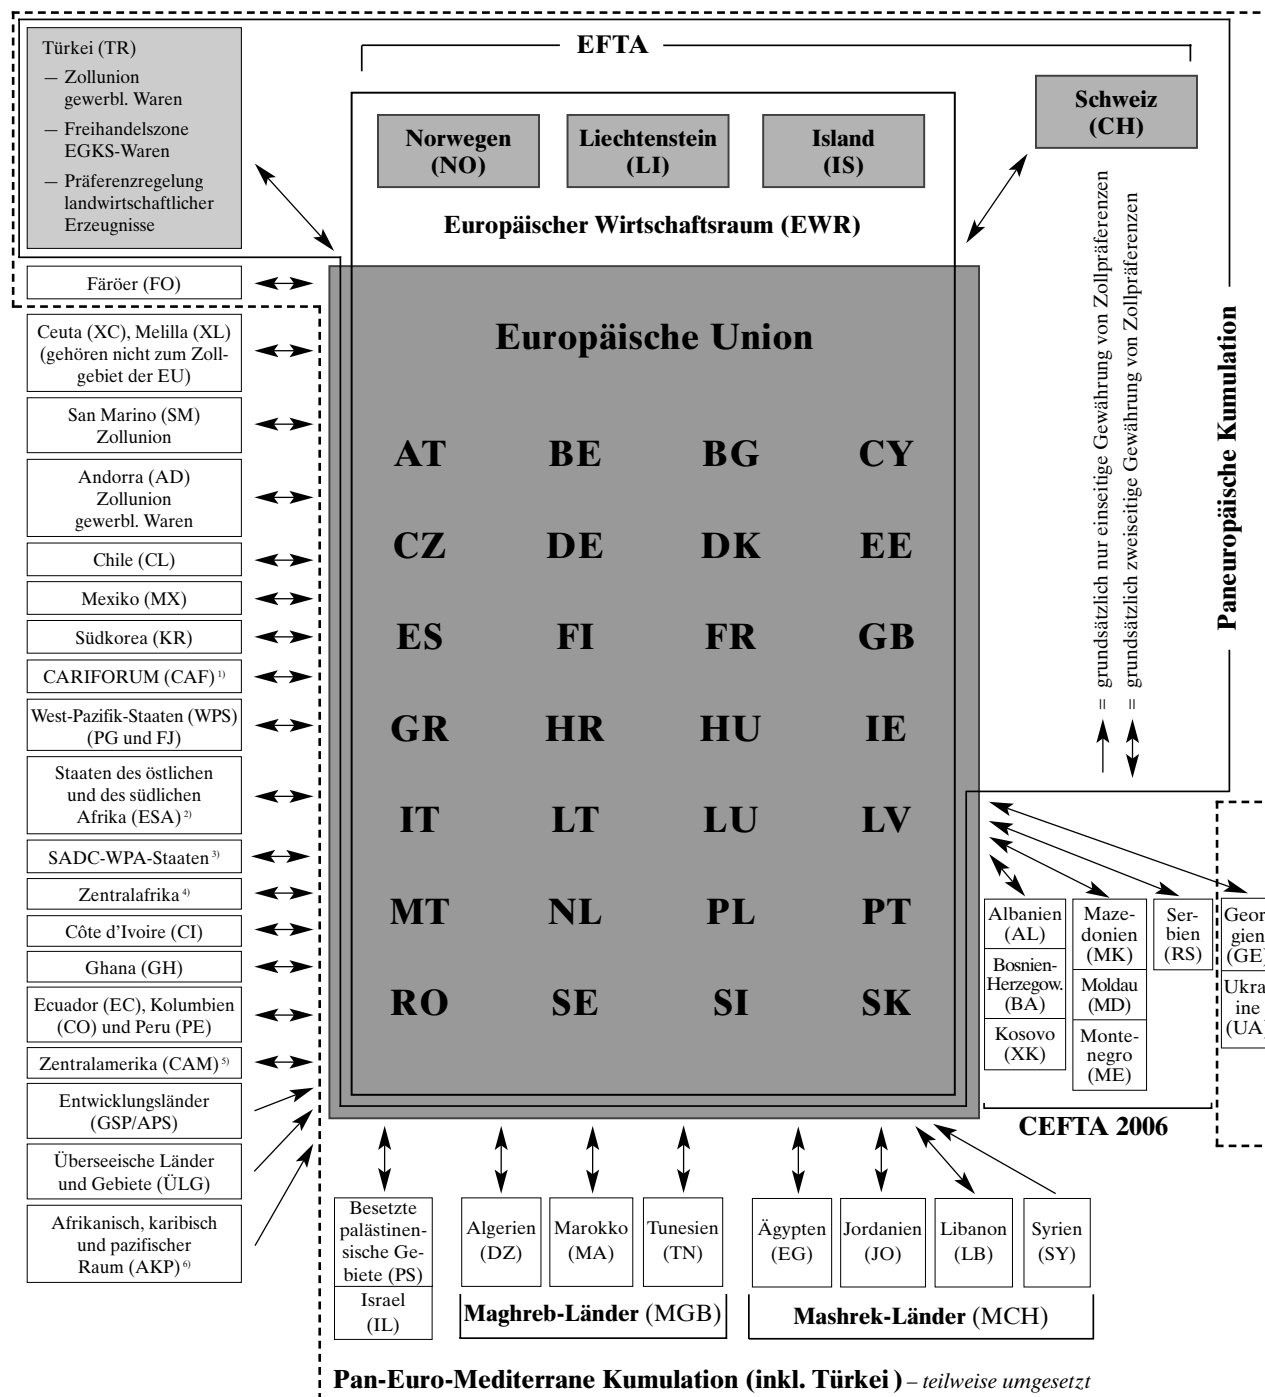 EFTA
Türkei (TR)
– Zollunion
gewerbl. Waren
– Freihandelszone
EGKS-Waren
– Präferenzregelung
landwirtschaftlicher
Erzeugnisse
Norwegen
(NO)
Liechtenstein
(LI)
Island
(IS)
Schweiz
(CH)
Europäischer Wirtschaftsraum (EWR)
Färöer (FO)
Ceuta (XC), Melilla (XL)
(gehören nicht zum Zoll-
gebiet der EU)
San Marino (SM)
Zollunion
Andorra (AD)
Zollunion
gewerbl. Waren
Chile (CL)
Mexiko (MX)
Südkorea (KR)
CARIFORUM (CAF) 1)
West-Pazifik-Staaten (WPS)
(PG und FJ)
Staaten des östlichen
und des südlichen
Afrika (ESA) 2)
SADC-WPA-Staaten 3)
Zentralafrika 4)
Côte d'Ivoire (CI)
Ghana (GH)
Ecuador (EC), Kolumbien
(CO) und Peru (PE)
Zentralamerika (CAM) 5)
Entwicklungsländer
(GSP/APS)
Überseeische Länder
und Gebiete (ÜLG)
Afrikanisch, karibisch
und pazifischer
Raum (AKP) 6)
Europäische Union
AT BE BG CY
CZ DE DK EE
ES FI FR GB
GR HR HU IE
IT LT LU LV
MT NL PL PT
RO SE SI SK
= grundsätzlich nur einseitige Gewährung von Zollpräferenzen
= grundsätzlich zweiseitige Gewährung von Zollpräferenzen
Paneuropäische Kumulation
Albanien
(AL)
Bosnien-
Herzegow.
(BA)
Kosovo
(XK)
Maze-
donien
(MK)
Moldau
(MD)
Monte-
negro
(ME)
Ser-
bien
(RS)
Geor
gien
(GE)
Ukra
ine
(UA)
CEFTA 2006
Besetzte
palästinen-
sische Ge-
biete (PS)
Israel
(IL)
Algerien
(DZ)
Marokko
(MA)
Tunesien
(TN)
Maghreb-Länder (MGB)
Ägypten
(EG)
Jordanien
(JO)
Libanon
(LB)
Syrien
(SY)
Mashrek-Länder (MCH)
Pan-Euro-Mediterrane Kumulation (inkl. Türkei) – teilweise umgesetzt